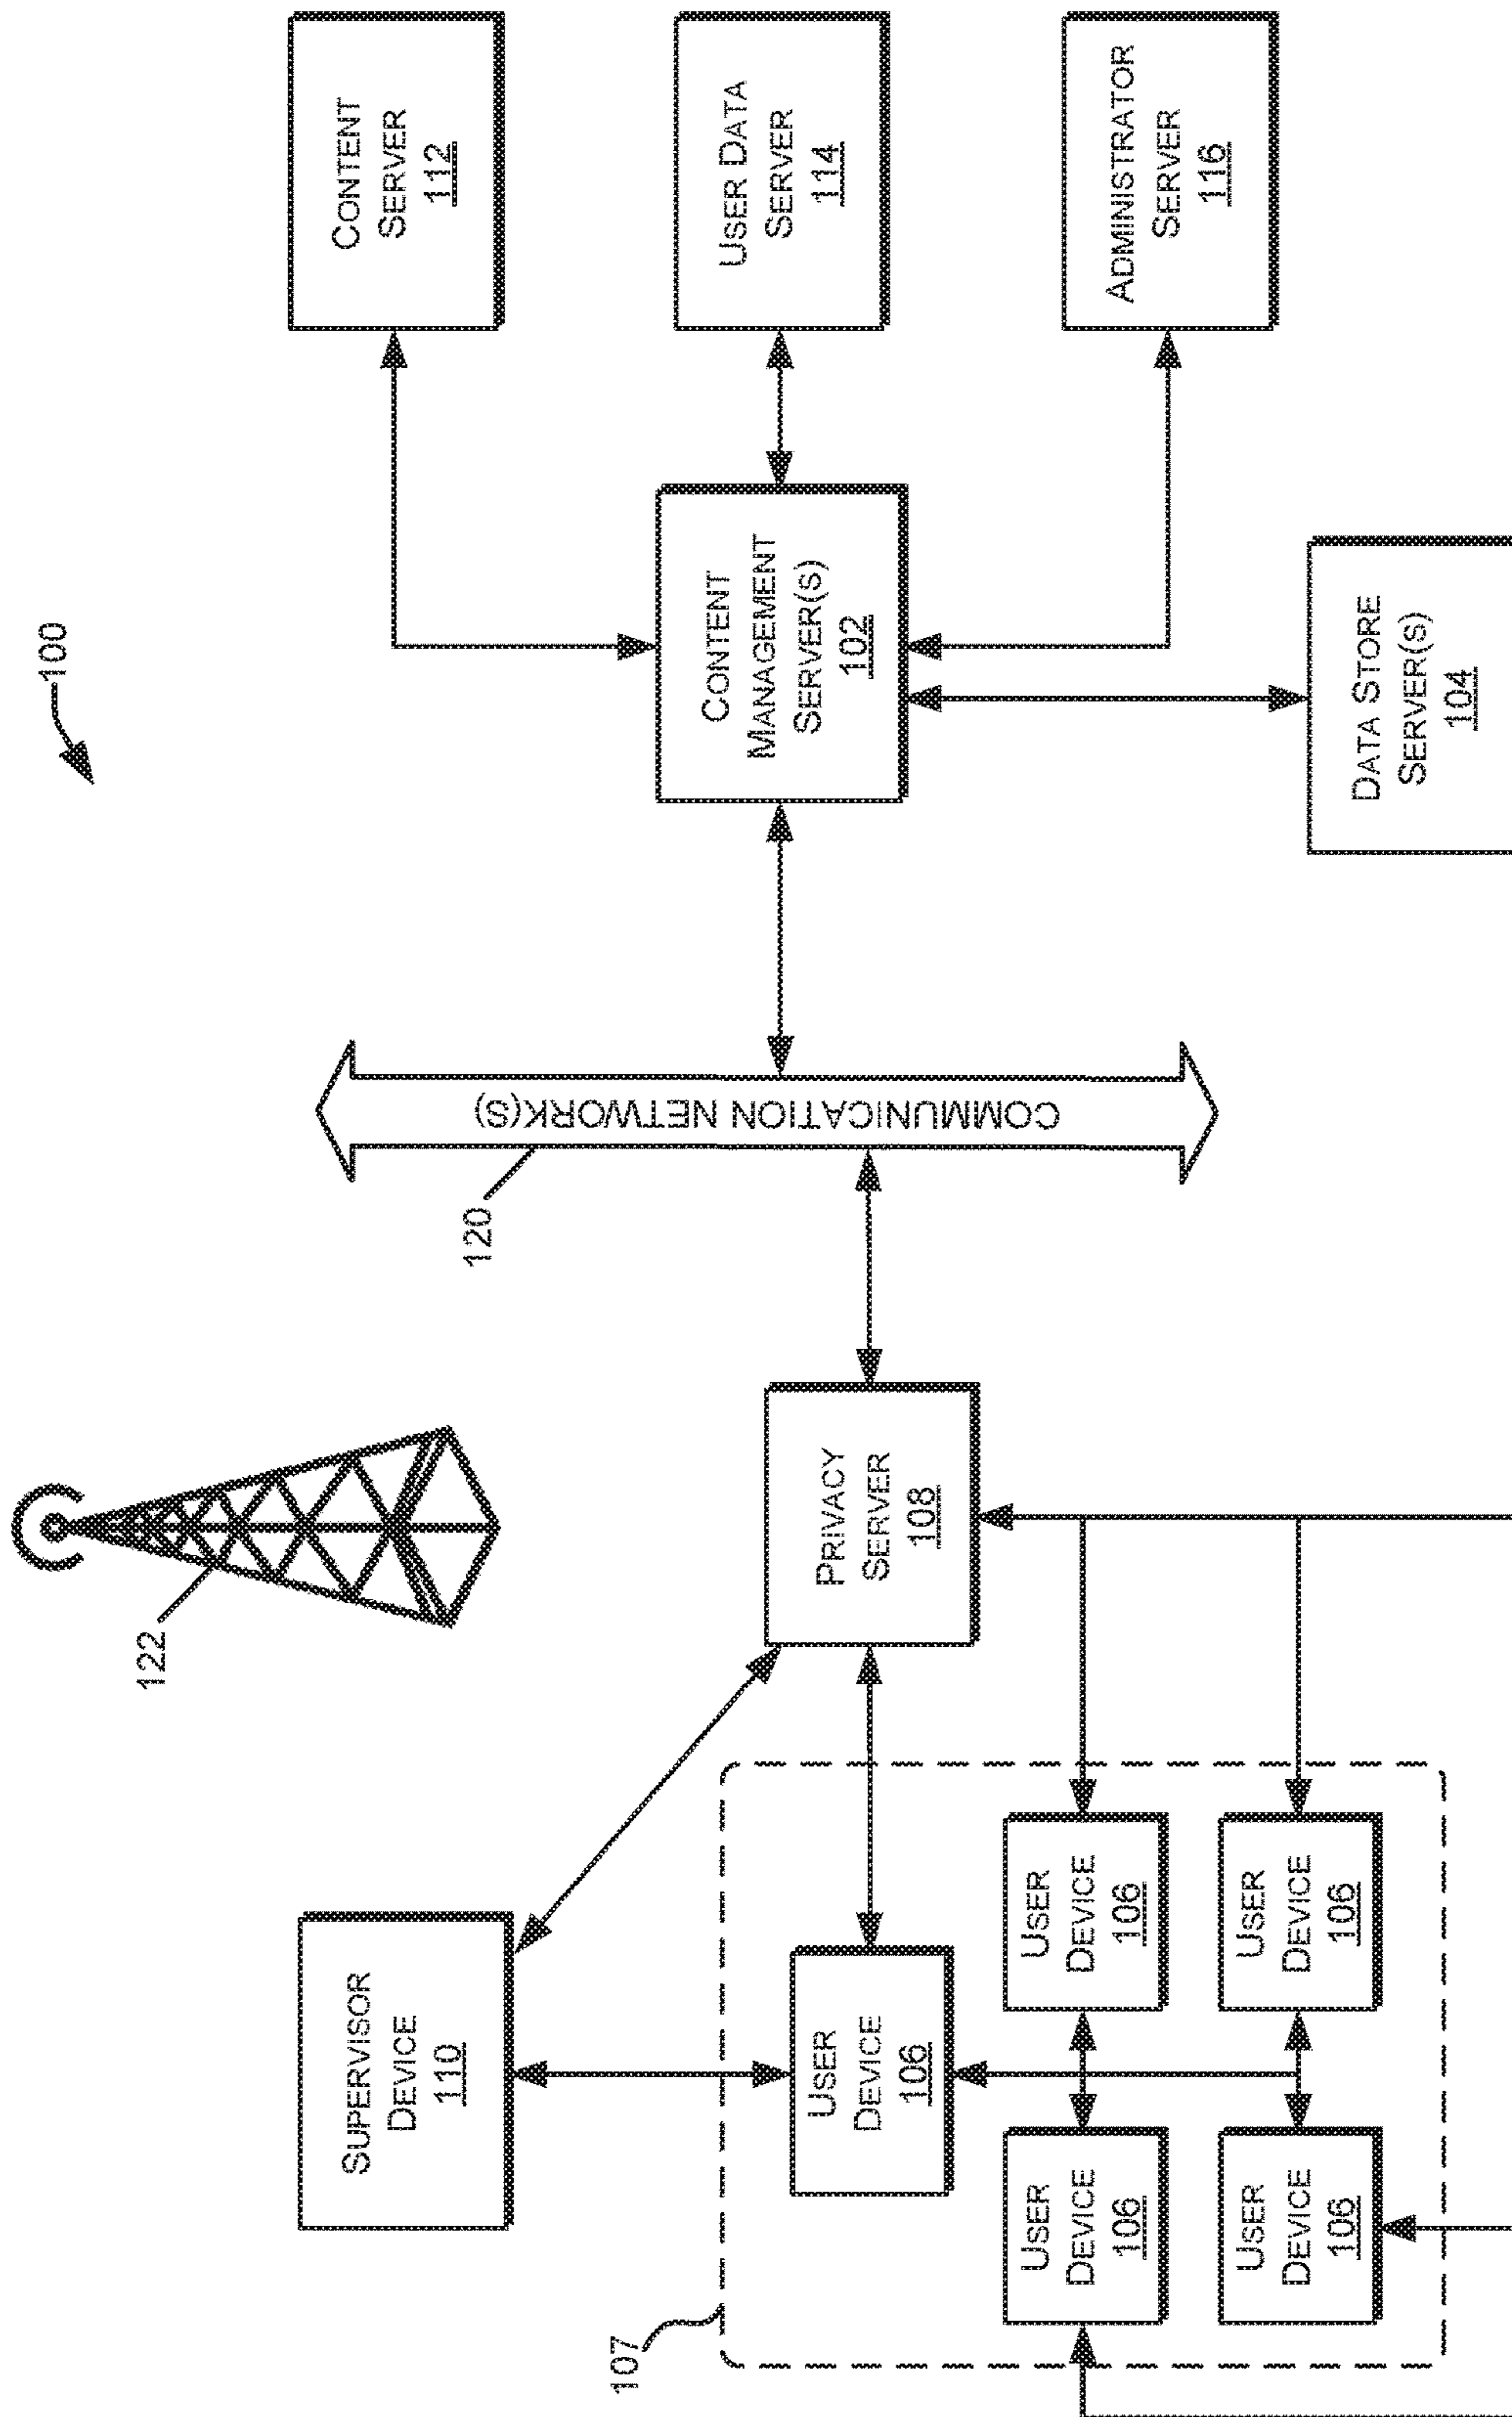 100
CONTENT
SERVER
112
USER DATA
SERVER
114
ADMINISTRATOR
SERVER
116
CONTENT
MANAGEMENT
SERVER(S)
102
DATA STORE
SERVER(S)
104
COMMUNICATION NETWORK(S)
120
122
PRIVACY
SERVER
108
SUPERVISOR
DEVICE
110
107
USER
DEVICE
106
USER
DEVICE
106
USER
DEVICE
106
USER
DEVICE
106
USER
DEVICE
106